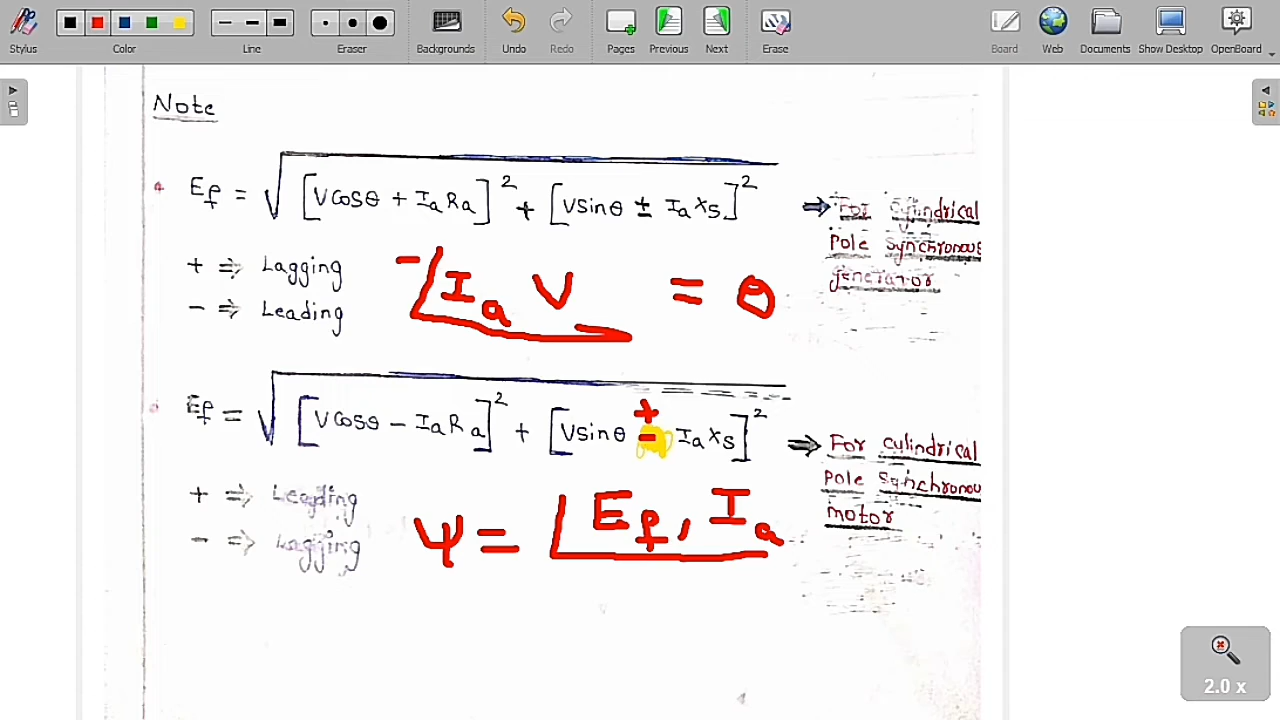 Stylus Color Line Eraser Backgrounds Undo Redo Pages Previous Next Erase Board Web Documents Show Desktop OpenBoard
Note
Ef = √[Vcosθ + IaRa]² + [Vsinθ ± IaXs]² ⇒ For Cylindrical
Pole Synchronous
generator
+ ⇒ Lagging
- ⇒ Leading
Ia V = θ
Ef = √[Vcosθ - IaRa]² + [Vsinθ ± IaXs]² ⇒ For culindrical
Pole Synchronou
motor
+ ⇒ Leading
- ⇒ Lagging
ψ = ∠Ef, Ia
2.0 x